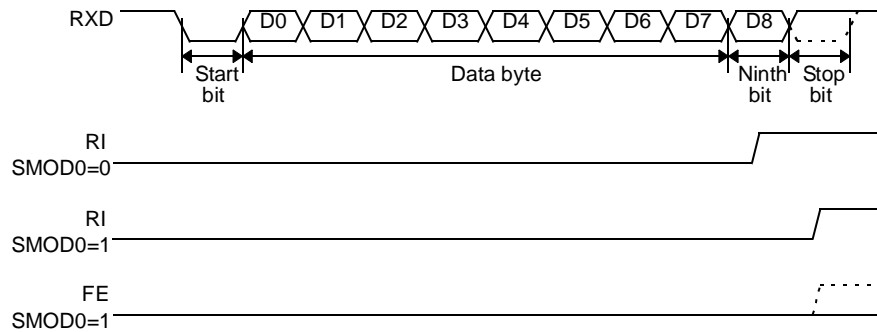 RXD D0 D1 D2 D3 D4 D5 D6 D7 D8
Start bit
Data byte
Ninth bit
Stop bit
RI
SMOD0=0
RI
SMOD0=1
FE
SMOD0=1